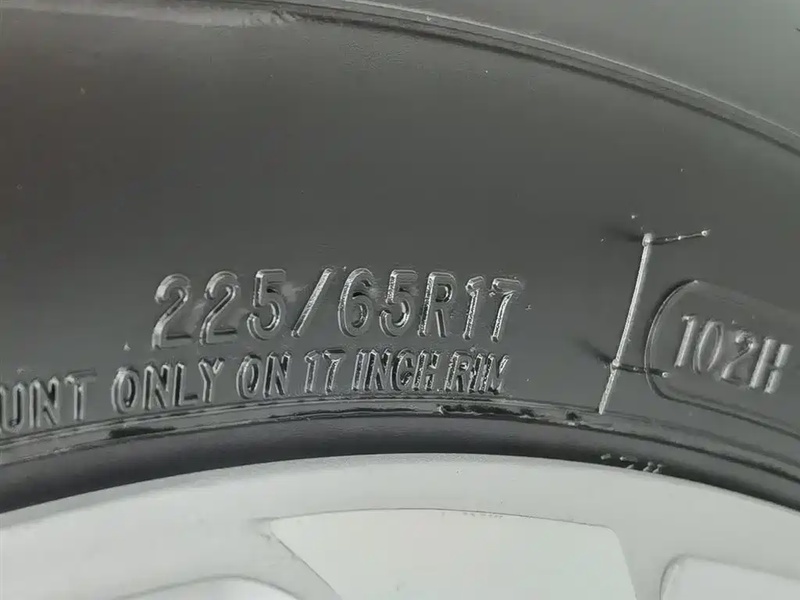 225/65R17
UNT ONLY ON 17 INCH RIM
102H